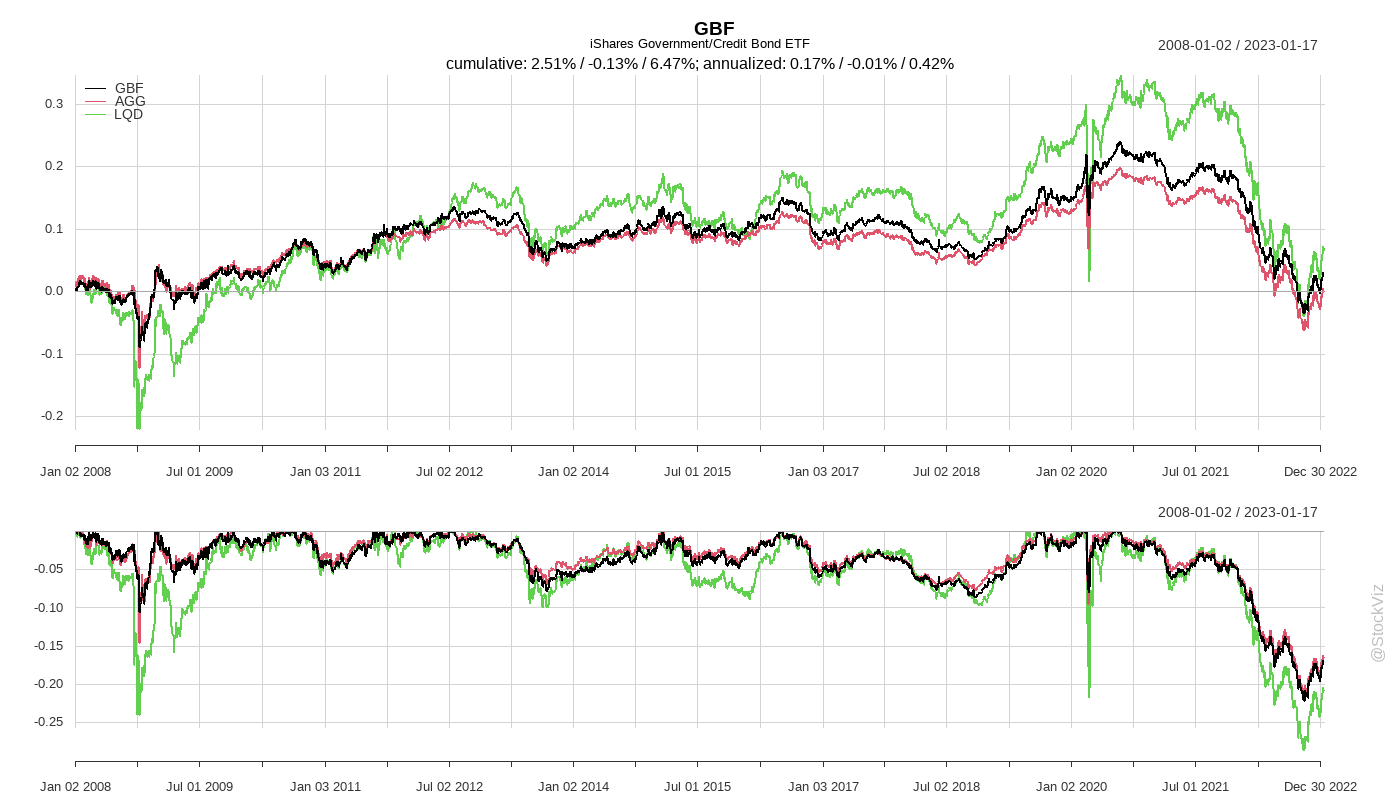 GBF
iShares Government/Credit Bond ETF
2008-01-02 / 2023-01-17
cumulative: 2.51% / -0.13% / 6.47%; annualized: 0.17% / -0.01% / 0.42%
GBF
AGG
LQD
0.3
0.2
0.1
0.0
-0.1
-0.2
Jan 02 2008 Jul 01 2009 Jan 03 2011 Jul 02 2012 Jan 02 2014 Jul 01 2015 Jan 03 2017 Jul 02 2018 Jan 02 2020 Jul 01 2021 Dec 30 2022
2008-01-02 / 2023-01-17
-0.05
-0.10
-0.15
-0.20
-0.25
Jan 02 2008 Jul 01 2009 Jan 03 2011 Jul 02 2012 Jan 02 2014 Jul 01 2015 Jan 03 2017 Jul 02 2018 Jan 02 2020 Jul 01 2021 Dec 30 2022
@StockViz